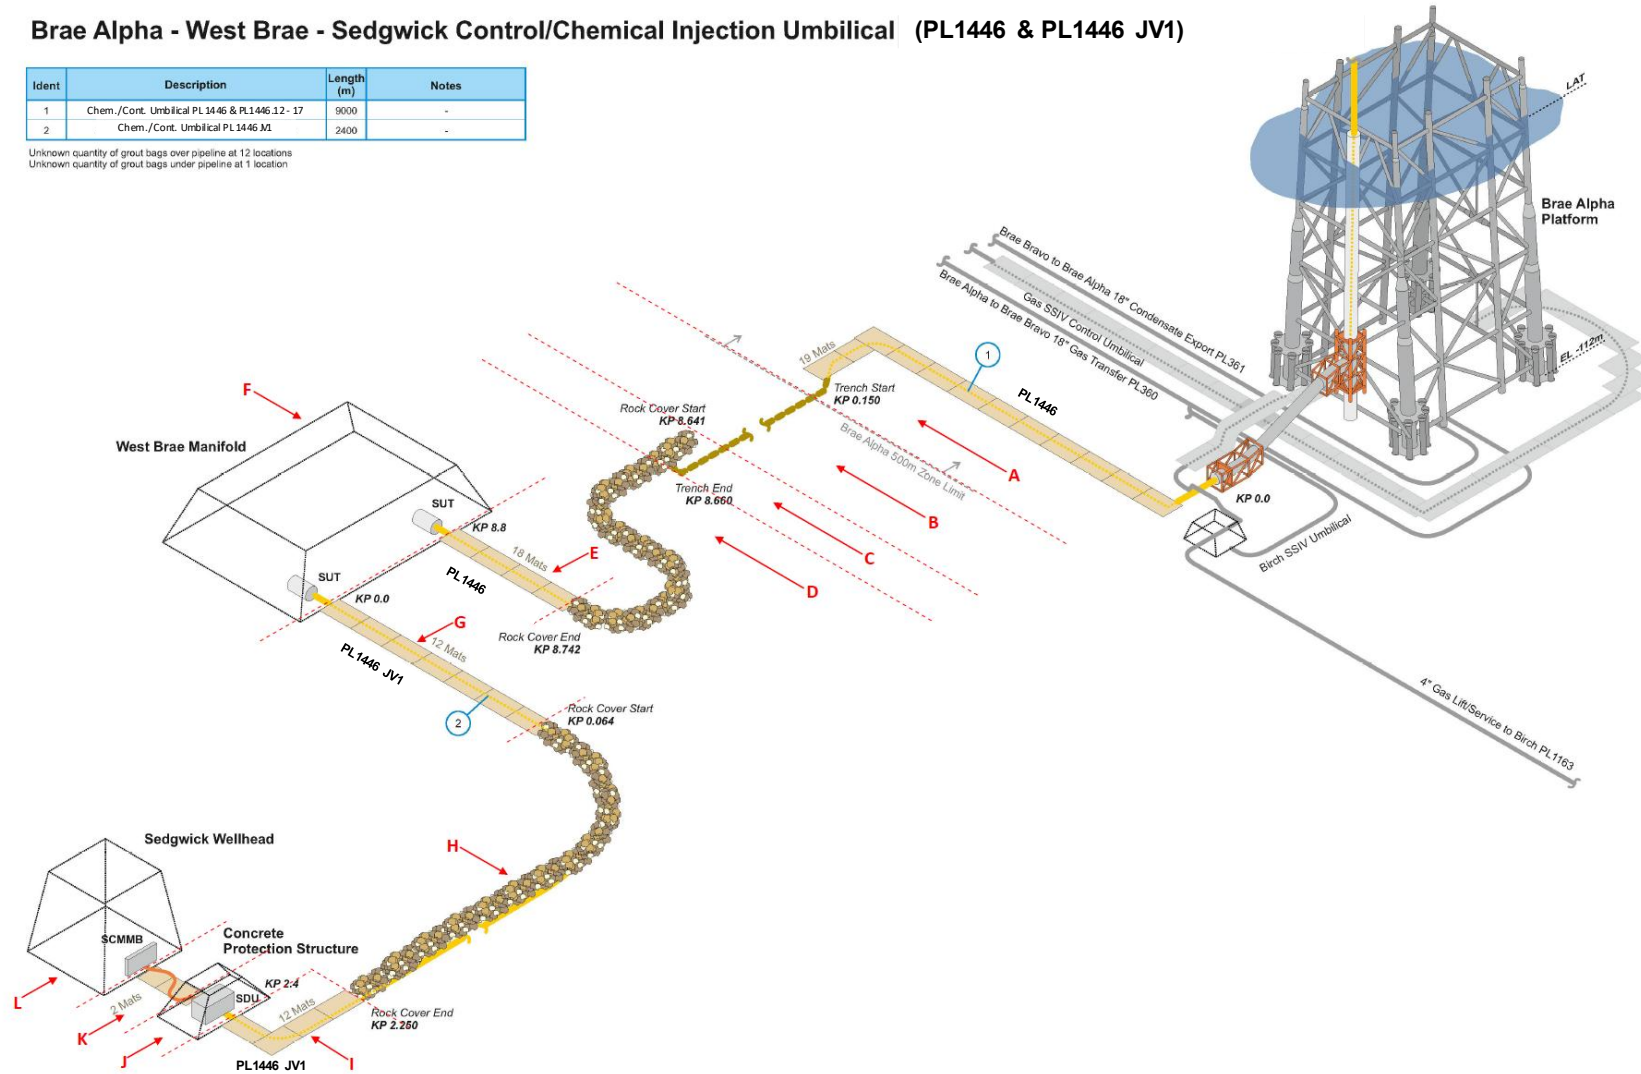 Brae Alpha - West Brae - Sedgwick Control/Chemical Injection Umbilical (PL1446 & PL1446 JV1)
Ident Description Length (m) Notes
1 Chem./Cont. Umbilical PL1446 & PL1446.12 - 17 9000 -
2 Chem./Cont. Umbilical PL1446 JV1 2400 -
Unknown quantity of grout bags over pipeline at 12 locations
Unknown quantity of grout bags under pipeline at 1 location
LAT
Brae Alpha
Platform
EL -112m
Brae Bravo to Brae Alpha 18" Condensate Export PL361
Gas SSIV Control Umbilical
Brae Alpha to Brae Bravo 18" Gas Transfer PL360
19 Mats
1
PL1446
Trench Start
KP 0.150
Brae Alpha 500m Zone Limit
A
B
C
D
KP 0.0
Birch SSIV Umbilical
4" Gas Lift/Service to Birch PL1163
Rock Cover Start
KP 8.641
Trench End
KP 8.660
F
West Brae Manifold
SUT
KP 8.8
18 Mats
E
PL1446
SUT
KP 0.0
G
12 Mats
Rock Cover End
KP 8.742
PL1446 JV1
2
Rock Cover Start
KP 0.064
H
Sedgwick Wellhead
SCMMB
Concrete
Protection Structure
KP 2.4
SDU
L
2 Mats
K
J
12 Mats
Rock Cover End
KP 2.250
I
PL1446 JV1